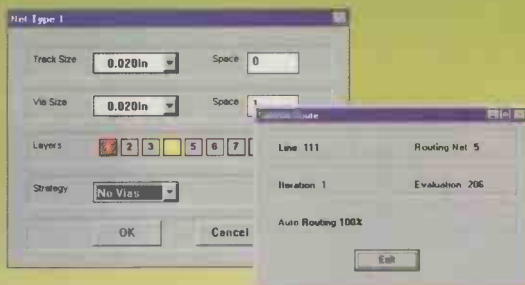 Net Type 1
Track Size 0.020in Space 0
Via Size 0.020in Space 1
Layers 2 3 5 6 7
Strategy No Vias
OK Cancel
Route
Line 111 Routing Net 5
Iteration 1 Evaluation 206
Auto Routing 100%
Exit